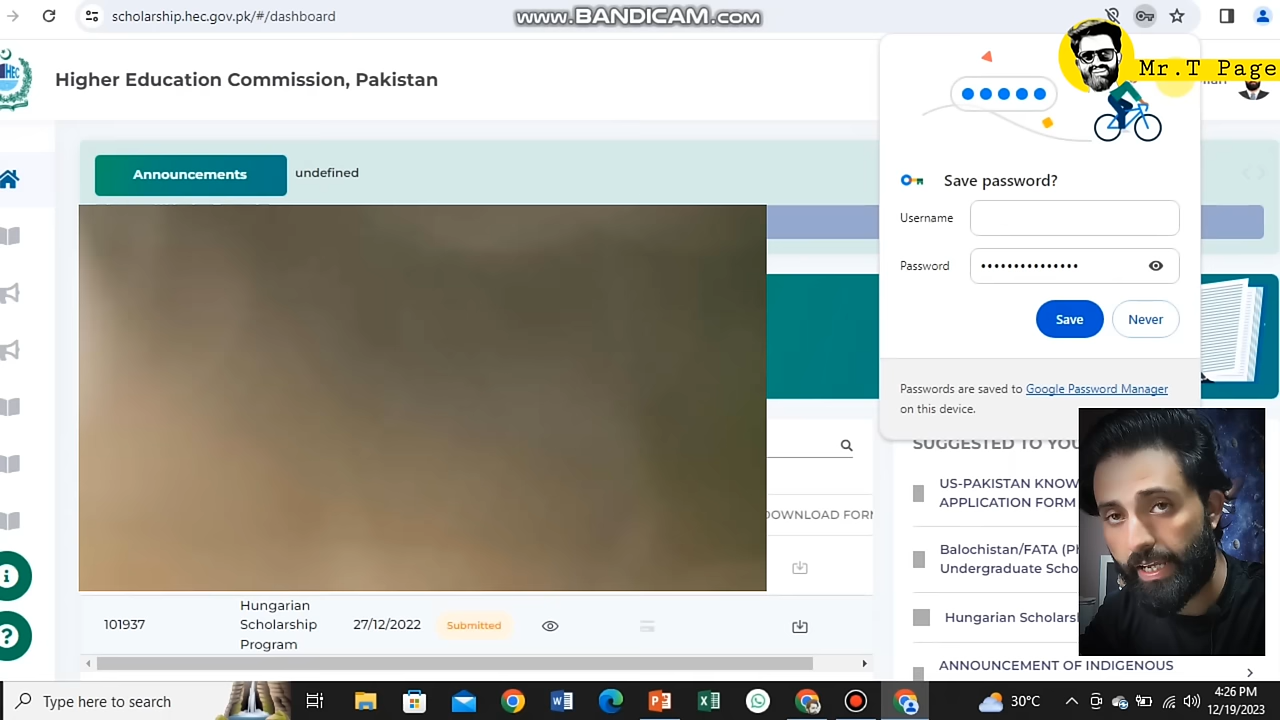 scholarship.hec.gov.pk/#/dashboard
www.BANDICAM.com
Mr.T Page
Higher Education Commission, Pakistan
Announcements
undefined
Save password?
Username
Password
•••••••••••••••
Save
Never
Passwords are saved to Google Password Manager
on this device.
SUGGESTED TO YOU
US-PAKISTAN KNOW
APPLICATION FORM
DOWNLOAD FORM
Balochistan/FATA (Ph
Undergraduate Scho
Hungarian Scholarsh
ANNOUNCEMENT OF INDIGENOUS
101937
Hungarian
Scholarship
Program
27/12/2022
Submitted
Type here to search
30°C
4:26 PM
12/19/2023